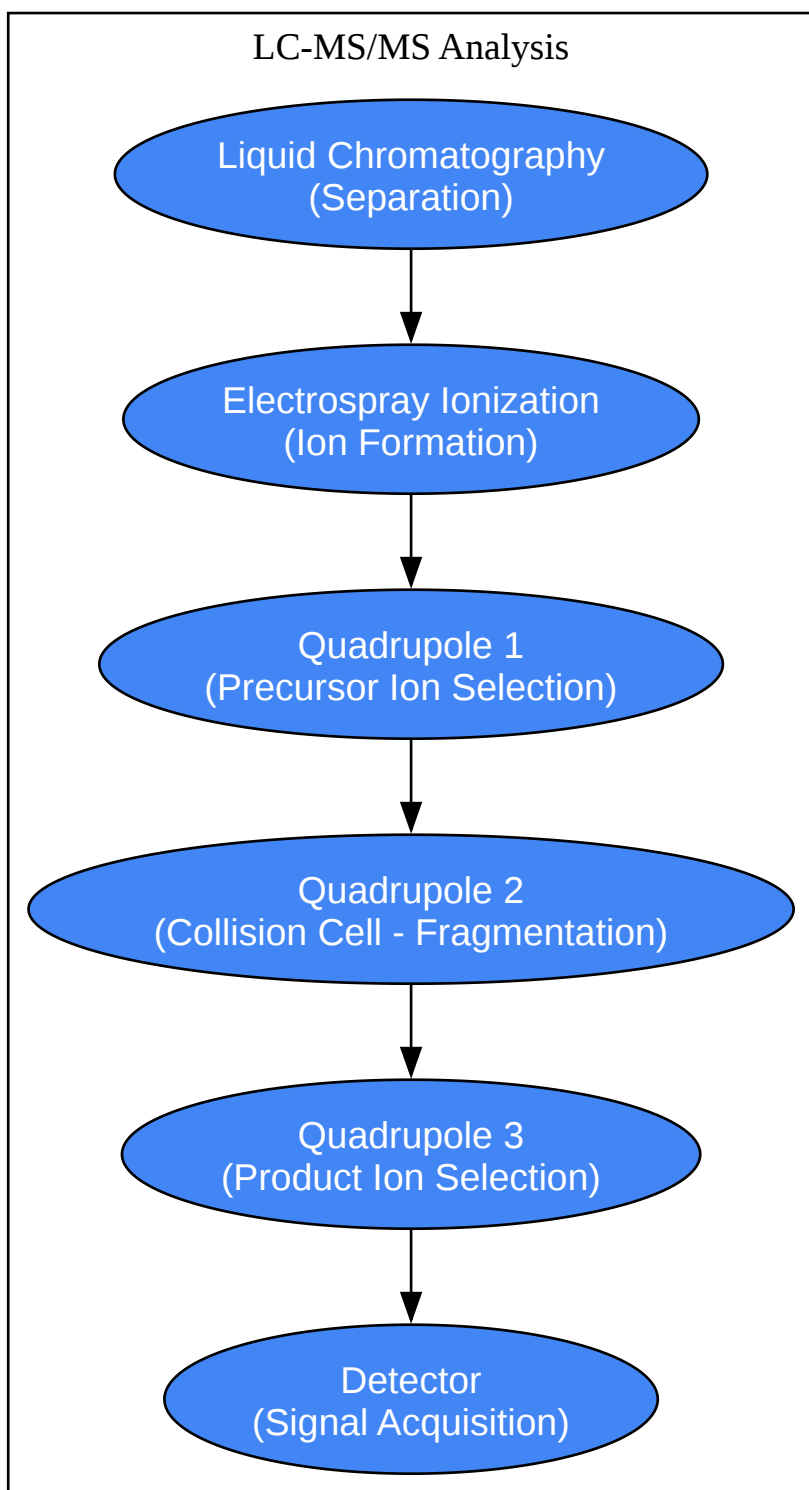 LC-MS/MS Analysis
Liquid Chromatography
(Separation)
Electrospray Ionization
(Ion Formation)
Quadrupole 1
(Precursor Ion Selection)
Quadrupole 2
(Collision Cell - Fragmentation)
Quadrupole 3
(Product Ion Selection)
Detector
(Signal Acquisition)